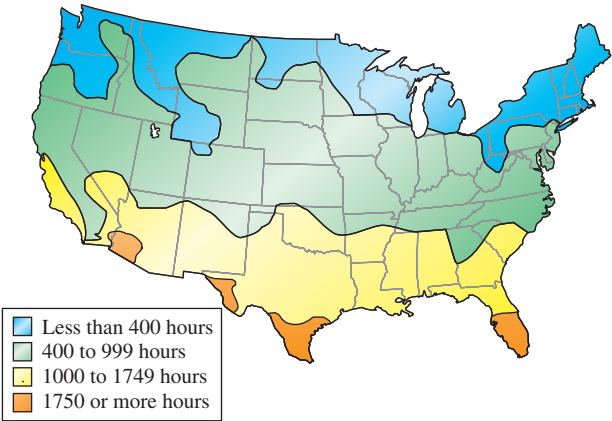 Less than 400 hours
400 to 999 hours
1000 to 1749 hours
1750 or more hours